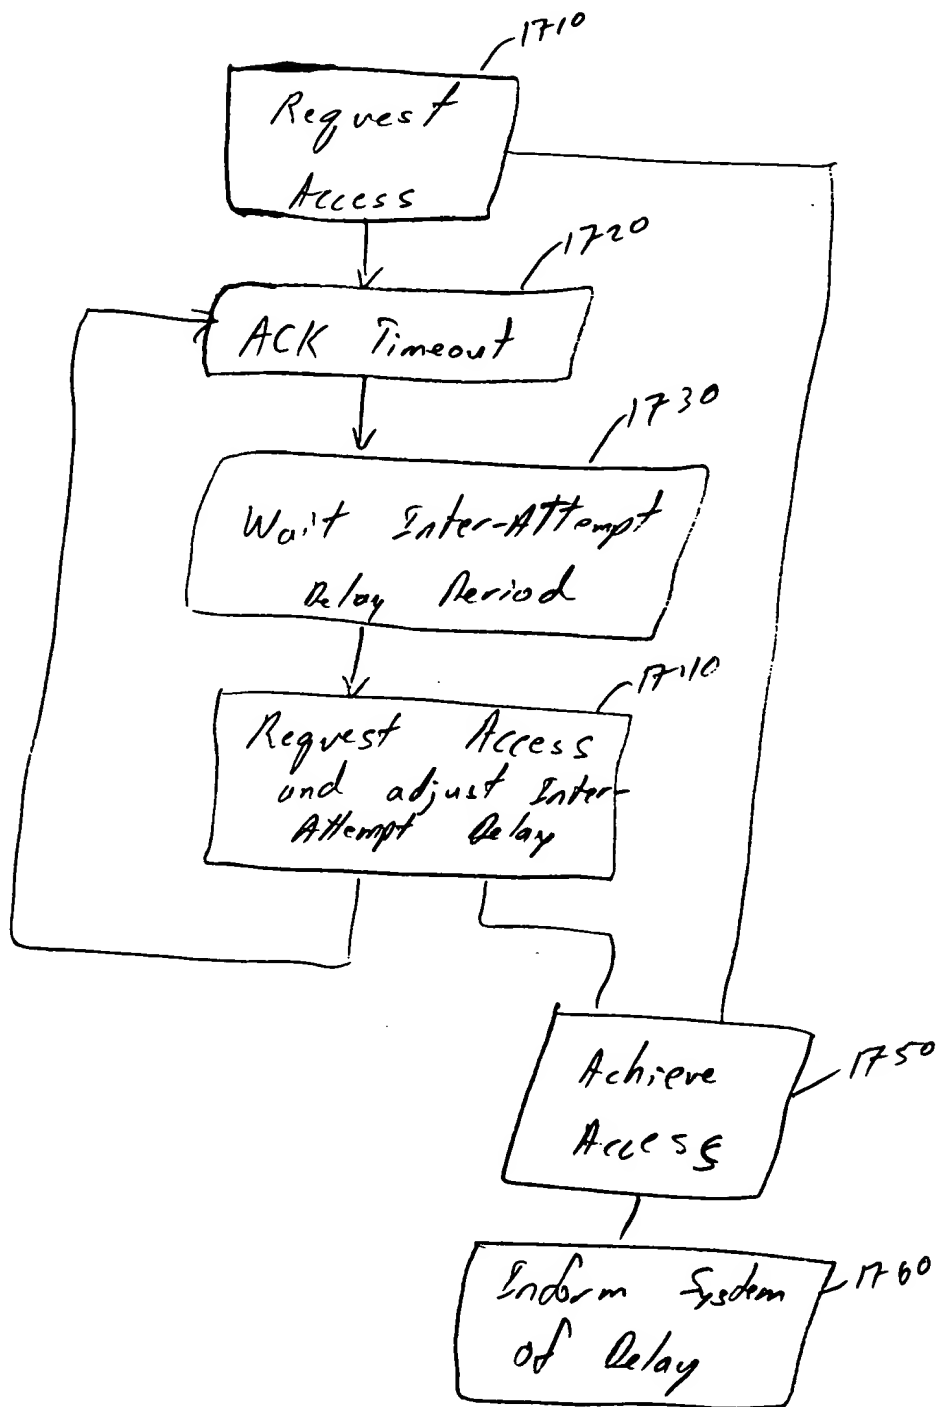 1710
Request
Access
1720
ACK Timeout
1730
Wait Inter-Attempt
Delay Period
1740
Request Access
and adjust Inter-
Attempt Delay
Achieve
Access
1750
Inform System
of Delay
1760